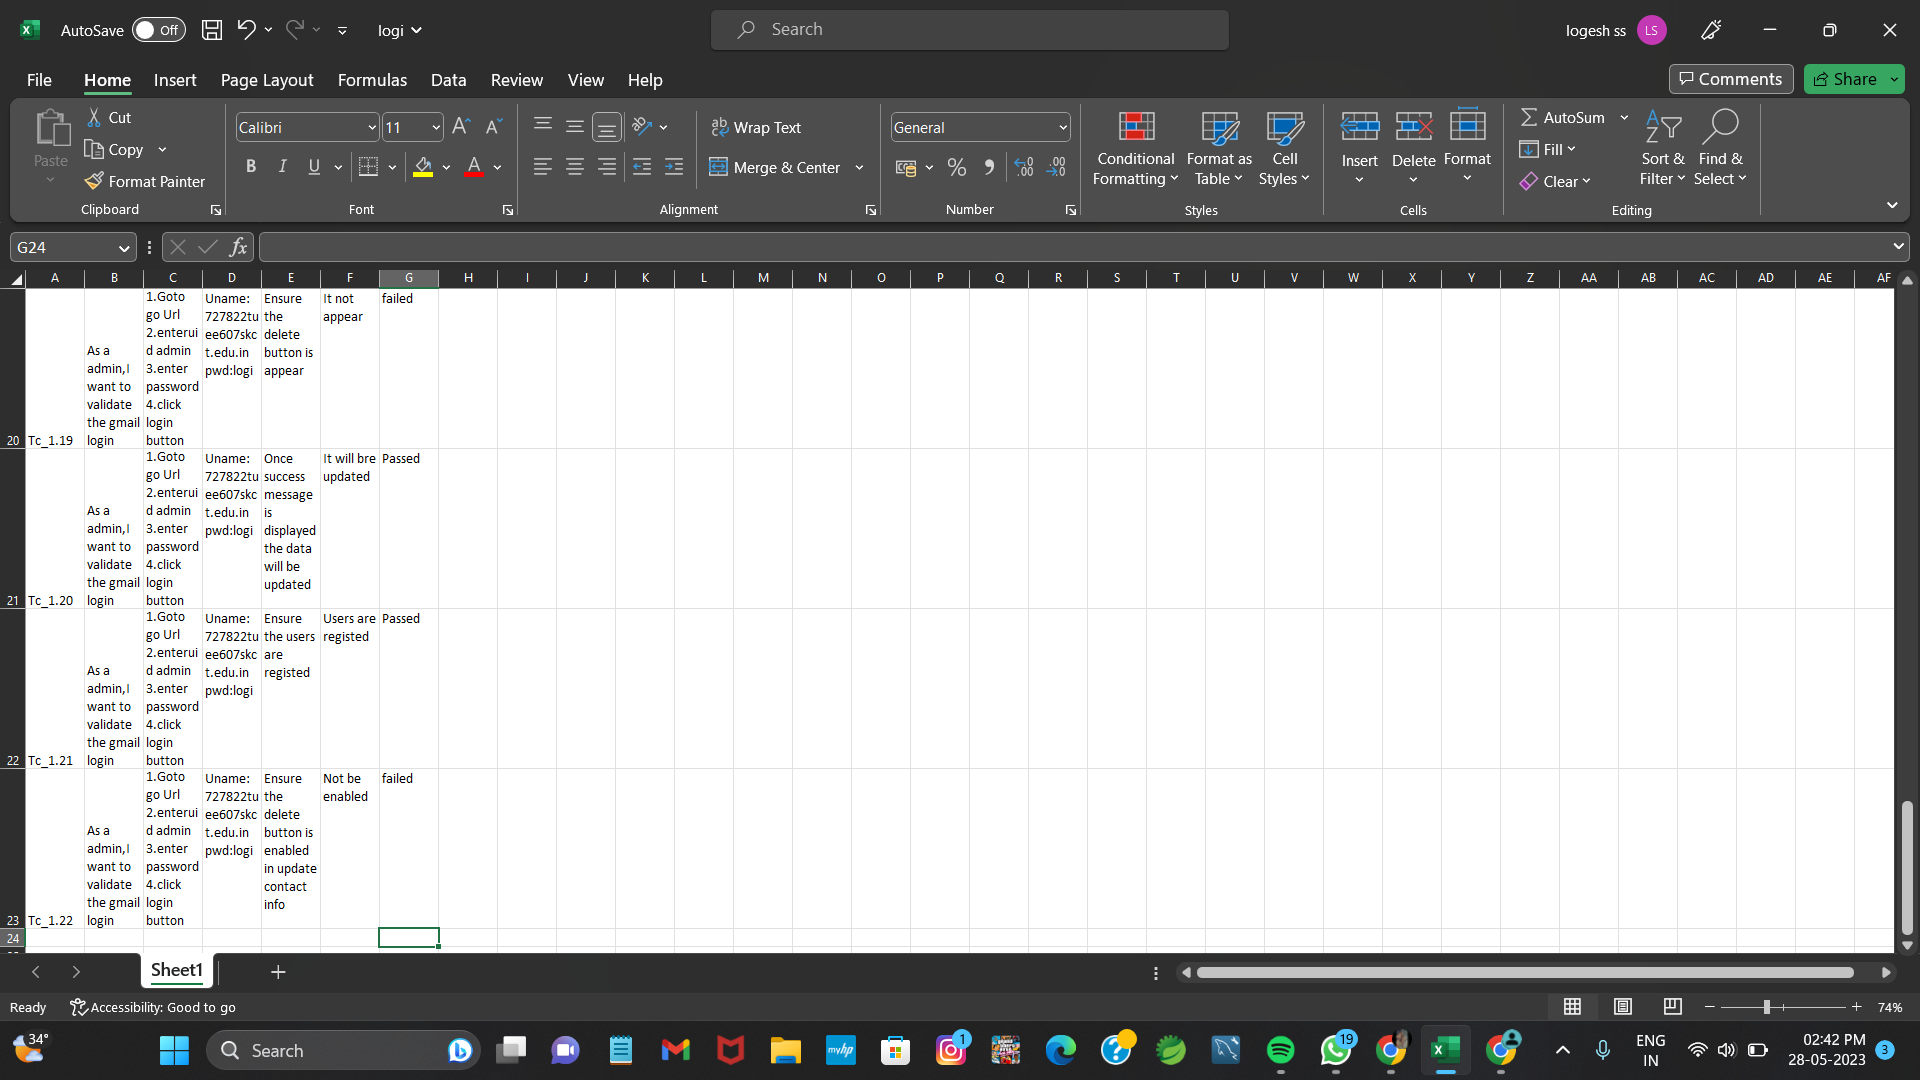 AutoSave Off logi Search logesh ss LS
File Home Insert Page Layout Formulas Data Review View Help Comments Share
Paste Cut Copy Format Painter Clipboard
Calibri 11 A A B I U A Font
ab Wrap Text Merge & Center Alignment
General % , .00 Number
Conditional Formatting Format as Table Cell Styles Styles
Insert Delete Format Cells
AutoSum Fill Clear Sort & Filter Find & Select Editing
G24 fx
A B C D E F G H I J K L M N O P Q R S T U V W X Y Z AA AB AC AD AE AF
20 Tc_1.19
As a
admin,I
want to
validate
the gmail
login
1.Goto
go Url
2.enterui
d admin
3.enter
password
4.click
login
button
Uname:
727822tu
ee607skc
t.edu.in
pwd:logi
Ensure
the
delete
button is
appear
It not
appear
failed
21 Tc_1.20
As a
admin,I
want to
validate
the gmail
login
1.Goto
go Url
2.enterui
d admin
3.enter
password
4.click
login
button
Uname:
727822tu
ee607skc
t.edu.in
pwd:logi
Once
success
message
is
displayed
the data
will be
updated
It will bre
updated
Passed
22 Tc_1.21
As a
admin,I
want to
validate
the gmail
login
1.Goto
go Url
2.enterui
d admin
3.enter
password
4.click
login
button
Uname:
727822tu
ee607skc
t.edu.in
pwd:logi
Ensure
the users
are
registed
Users are
registed
Passed
23 Tc_1.22
As a
admin,I
want to
validate
the gmail
login
1.Goto
go Url
2.enterui
d admin
3.enter
password
4.click
login
button
Uname:
727822tu
ee607skc
t.edu.in
pwd:logi
Ensure
the
delete
button is
enabled
in update
contact
info
Not be
enabled
failed
24
Sheet1
Ready Accessibility: Good to go 74%
34° Search myhp 1 19 ENG
IN
02:42 PM
28-05-2023
3